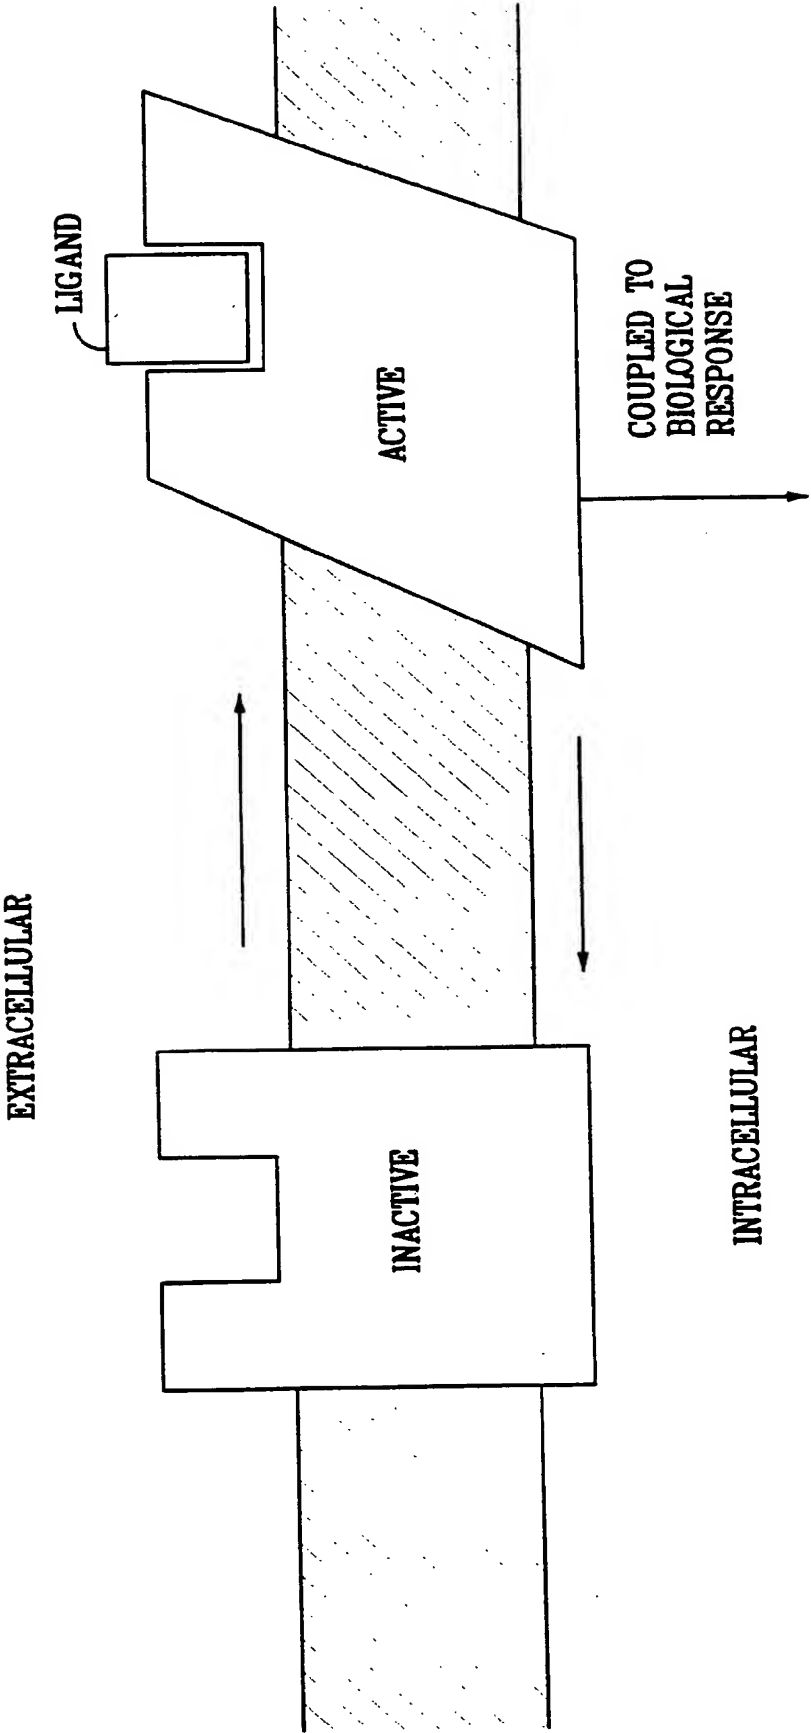 EXTRACELLULAR
LIGAND
INACTIVE
ACTIVE
INTRACELLULAR
COUPLED TO
BIOLOGICAL
RESPONSE